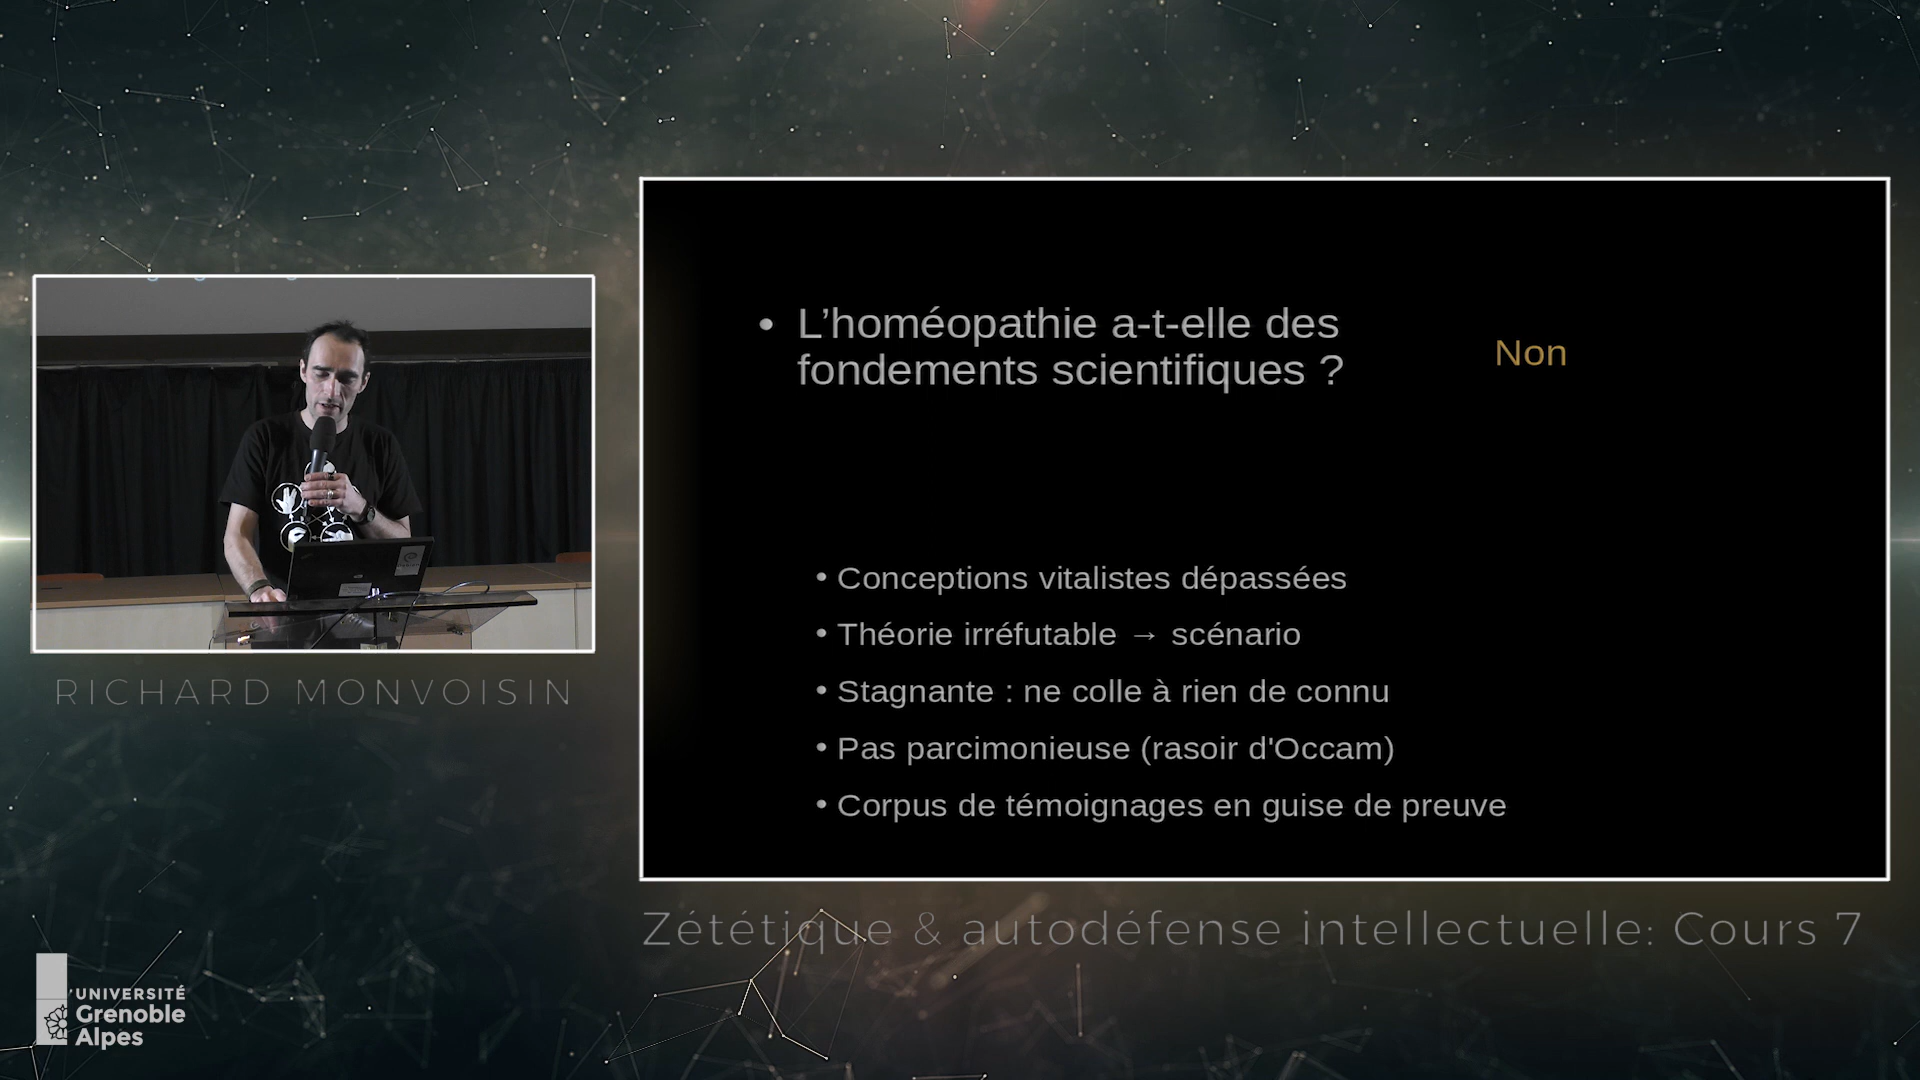 • L’homéopathie a-t-elle des
fondements scientifiques ?
Non
• Conceptions vitalistes dépassées
• Théorie irréfutable → scénario
• Stagnante : ne colle à rien de connu
• Pas parcimonieuse (rasoir d'Occam)
• Corpus de témoignages en guise de preuve
RICHARD MONVOISIN
Zététique & autodéfense intellectuelle: Cours 7
UNIVERSITÉ
Grenoble
Alpes